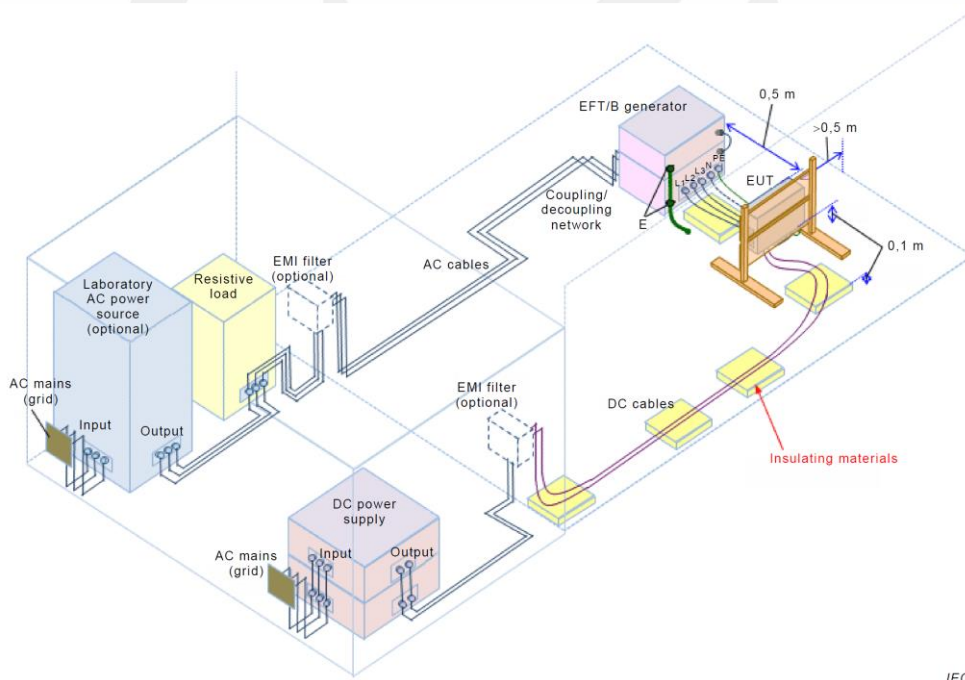 0,5 m
EFT/B generator
>0,5 m
PE
N
L3
L2
L1
EUT
Coupling/
decoupling
network
E
0,1 m
AC cables
EMI filter
(optional)
Resistive
load
Laboratory
AC power
source
(optional)
AC mains
(grid)
Input
Output
EMI filter
(optional)
DC cables
Insulating materials
DC power
supply
AC mains
(grid)
Input
Output